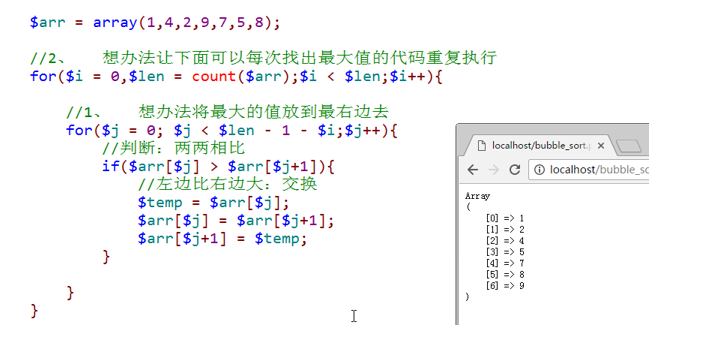 $arr = array(1,4,2,9,7,5,8);
//2、 想办法让下面可以每次找出最大值的代码重复执行
for($i = 0,$len = count($arr);$i < $len;$i++){
//1、 想办法将最大的值放到最右边去
for($j = 0; $j < $len - 1 - $i;$j++){
//判断：两两相比
if($arr[$j] > $arr[$j+1]){
//左边比右边大：交换
$temp = $arr[$j];
$arr[$j] = $arr[$j+1];
$arr[$j+1] = $temp;
}
}
}
localhost/bubble_sort.
localhost/bubble_so
Array
(
[0] => 1
[1] => 2
[2] => 4
[3] => 5
[4] => 7
[5] => 8
[6] => 9
)